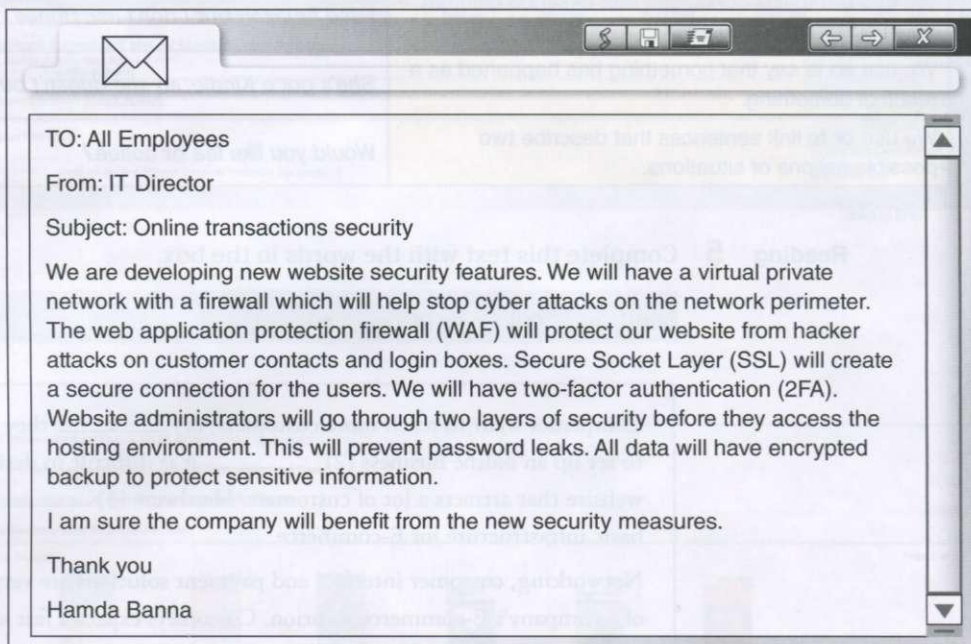 TO: All Employees
From: IT Director
Subject: Online transactions security
We are developing new website security features. We will have a virtual private
network with a firewall which will help stop cyber attacks on the network perimeter.
The web application protection firewall (WAF) will protect our website from hacker
attacks on customer contacts and login boxes. Secure Socket Layer (SSL) will create
a secure connection for the users. We will have two-factor authentication (2FA).
Website administrators will go through two layers of security before they access the
hosting environment. This will prevent password leaks. All data will have encrypted
backup to protect sensitive information.
I am sure the company will benefit from the new security measures.
Thank you
Hamda Banna